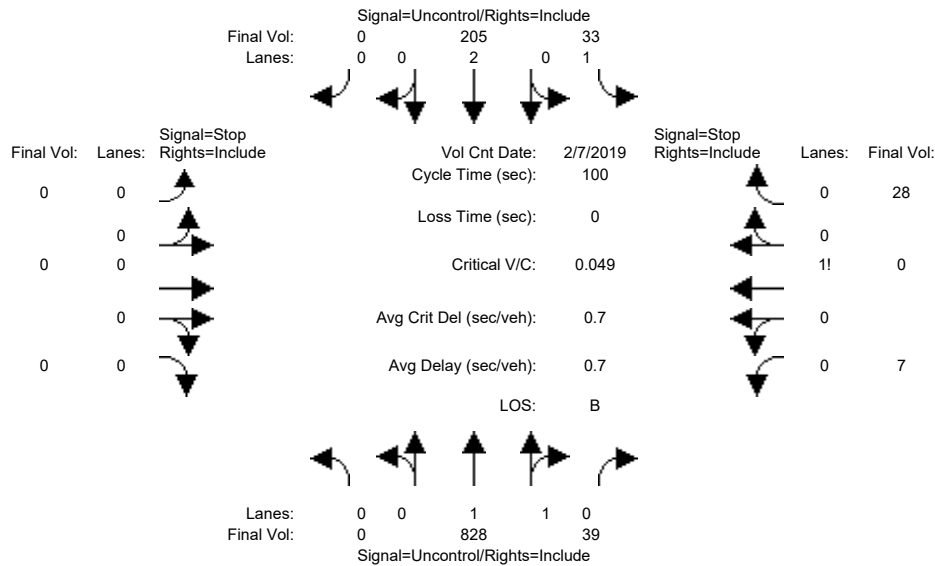 Signal=Uncontrol/Rights=Include
Final Vol: 0 205 33
Lanes: 0 0 2 0 1
Signal=Stop Signal=Stop
Final Vol: Lanes: Rights=Include Vol Cnt Date: 2/7/2019 Rights=Include Lanes: Final Vol:
Cycle Time (sec): 100
0 0 0 28
Loss Time (sec): 0
0 0
0 0 Critical V/C: 0.049 1! 0
0 Avg Crit Del (sec/veh): 0.7 0
0 0 Avg Delay (sec/veh): 0.7 0 7
LOS: B
Lanes: 0 0 1 1 0
Final Vol: 0 828 39
Signal=Uncontrol/Rights=Include